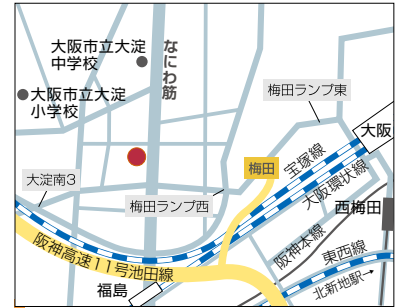 大阪市立大淀
中学校
なにわ筋
大阪市立大淀
小学校
梅田ランプ東
大阪
宝塚線
梅田
大阪環状線
大淀南3
梅田ランプ西
西梅田
阪神本線
東西線
阪神高速11号池田線
北新地駅→
福島